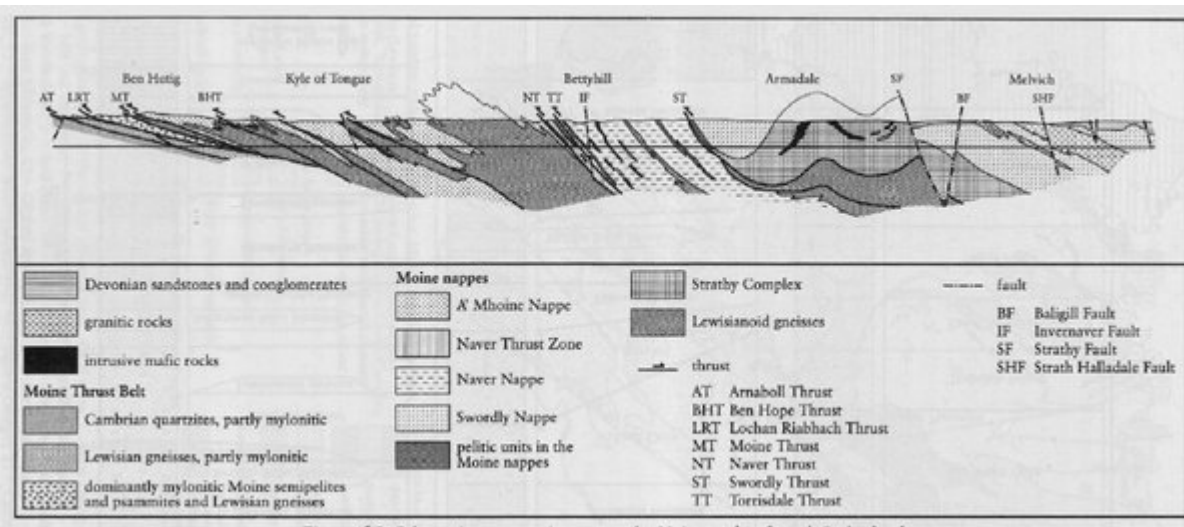 Ben Hutig Kyle of Tongue Bettyhill Armadale SF Melvich
AT LRT MT BHT NT TT IF ST BF SHF
Devonian sandstones and conglomerates
granitic rocks
intrusive mafic rocks
Moine Thrust Belt
Cambrian quartzites, partly mylonitic
Lewisian gneisses, partly mylonitic
dominantly mylonitic Moine semipelites
and psammites and Lewisian gneisses
Moine nappes
A' Mhoine Nappe
Naver Thrust Zone
Naver Nappe
Swordly Nappe
pelitic units in the
Moine nappes
Strathy Complex
Lewisianoid gneisses
thrust
AT Arnaboll Thrust
BHT Ben Hope Thrust
LRT Lochan Riabhach Thrust
MT Moine Thrust
NT Naver Thrust
ST Swordly Thrust
TT Torrisdale Thrust
fault
BF Baligill Fault
IF Invernaver Fault
SF Strathy Fault
SHF Strath Halladale Fault